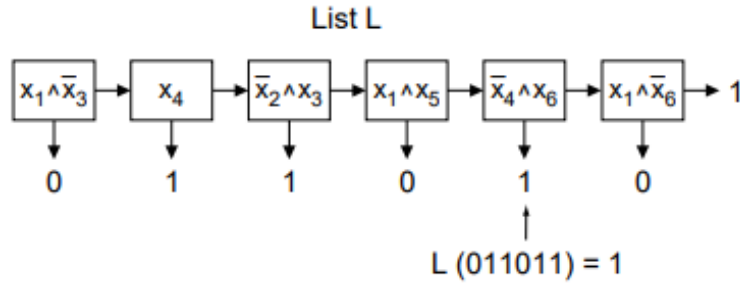 List L
x₁∧x̅₃ x₄ x̅₂∧x₃ x₁∧x₅ x̅₄∧x₆ x₁∧x̅₆ 1
0 1 1 0 1 0
L (011011) = 1